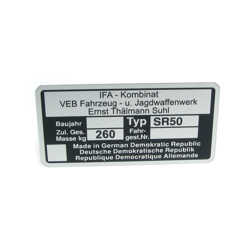 IFA - Kombinat
VEB Fahrzeug - u. Jagdwaffenwerk
Ernst Thälmann Suhl
Baujahr Typ SR50
Zul. Ges. Masse kg 260 Fahr- gest.Nr.
Made in German Democratic Republic
Deutsche Demokratische Republik
Republique Democratique Allemande